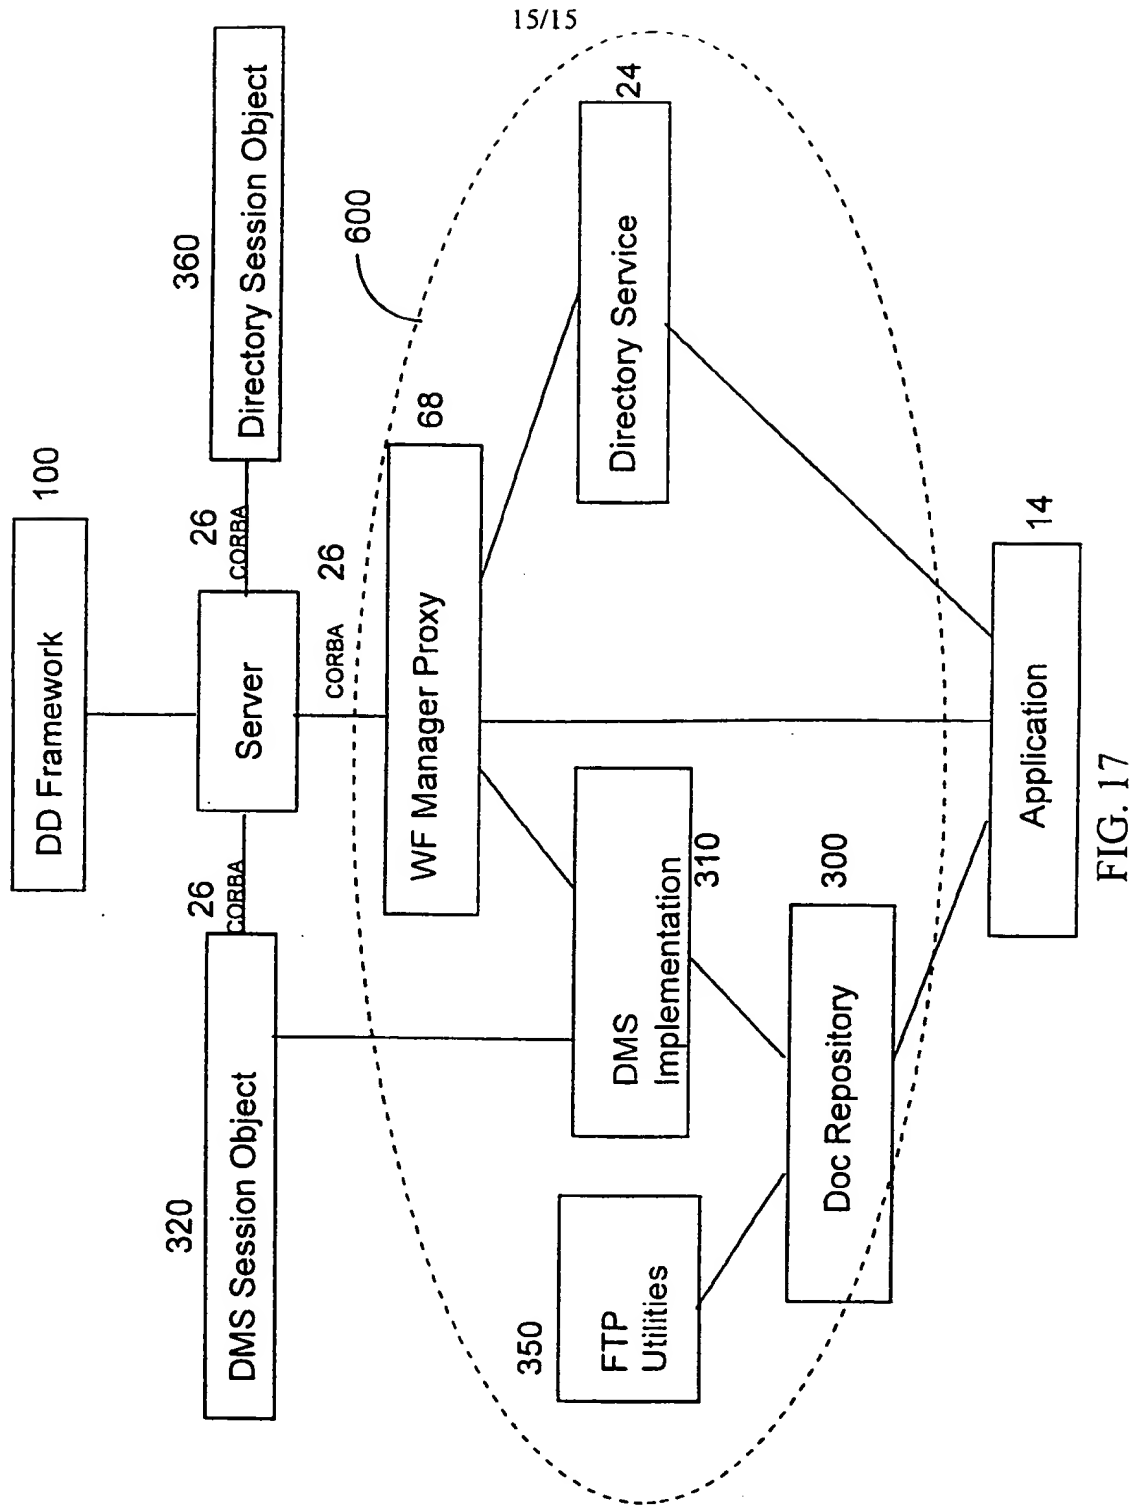 15/15
DD Framework
100
320
DMS Session Object
26
CORBA
Server
26
CORBA
360
Directory Session Object
CORBA
26
600
WF Manager Proxy
68
350
FTP
Utilities
DMS
Implementation
310
Directory Service
24
Doc Repository
300
Application
14
FIG. 17